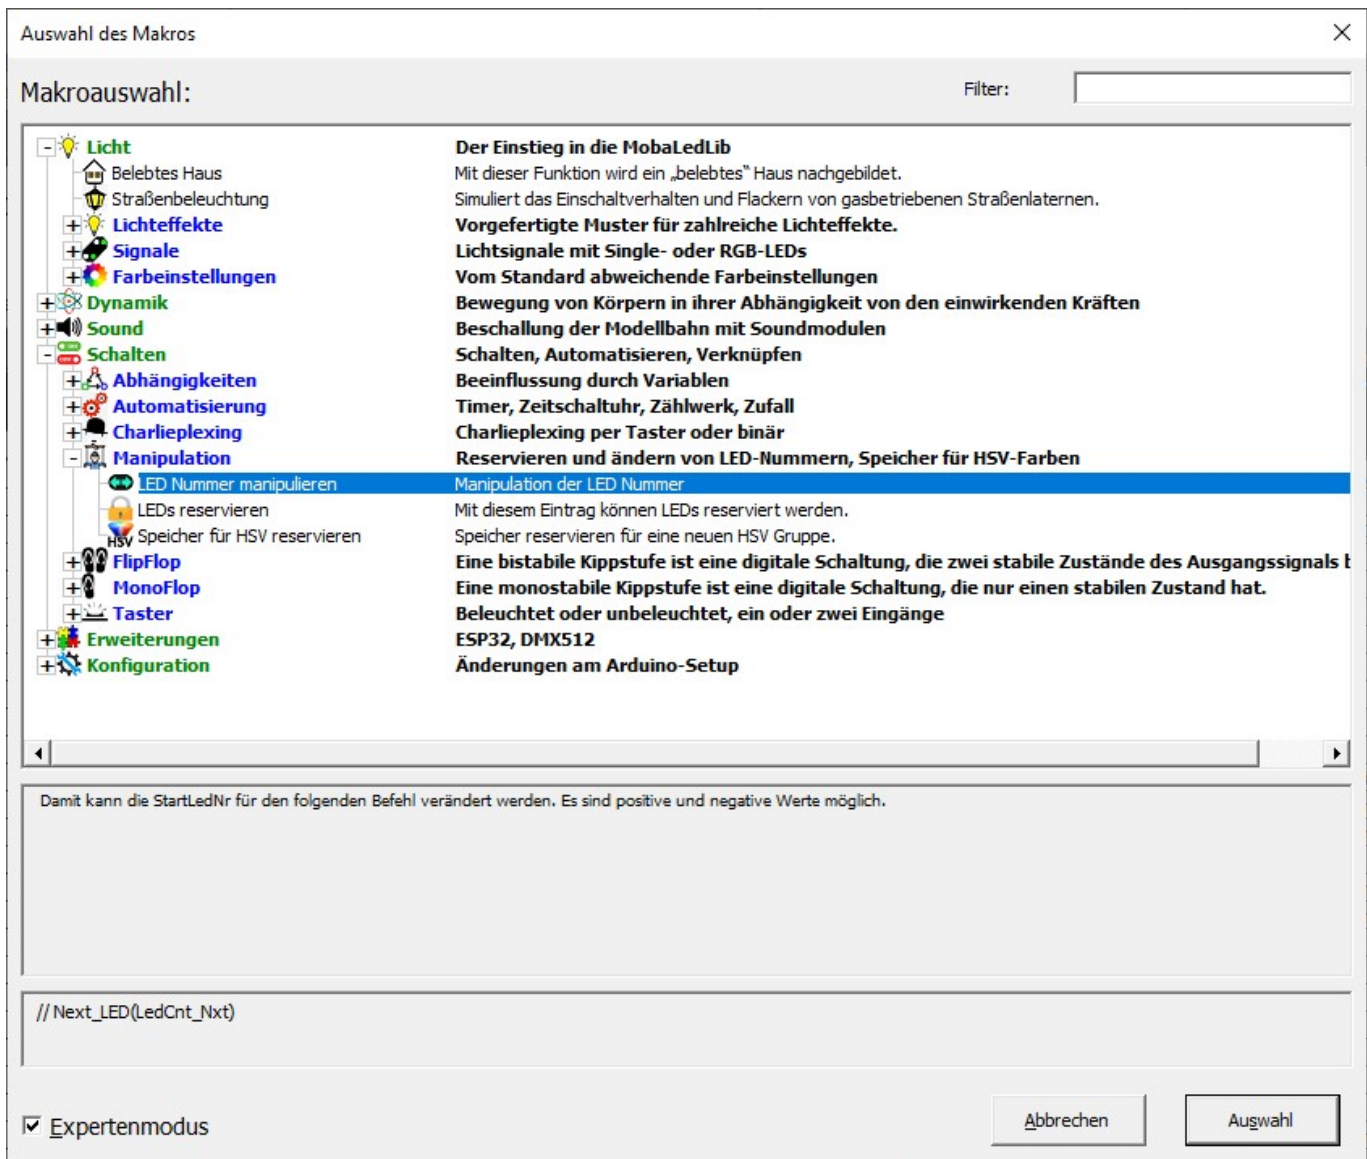 Auswahl des Makros
Makroauswahl:
Filter:
Licht Der Einstieg in die MobaLedLib
Belebtes Haus Mit dieser Funktion wird ein „belebtes“ Haus nachgebildet.
Straßenbeleuchtung Simuliert das Einschaltverhalten und Flackern von gasbetriebenen Straßenlaternen.
Lichteffekte Vorgefertigte Muster für zahlreiche Lichteffekte.
Signale Lichtsignale mit Single- oder RGB-LEDs
Farbeinstellungen Vom Standard abweichende Farbeinstellungen
Dynamik Bewegung von Körpern in ihrer Abhängigkeit von den einwirkenden Kräften
Sound Beschallung der Modellbahn mit Soundmodulen
Schalten Schalten, Automatisieren, Verknüpfen
Abhängigkeiten Beeinflussung durch Variablen
Automatisierung Timer, Zeitschaltuhr, Zählwerk, Zufall
Charlieplexing Charlieplexing per Taster oder binär
Manipulation Reservieren und ändern von LED-Nummern, Speicher für HSV-Farben
LED Nummer manipulieren Manipulation der LED Nummer
LEDs reservieren Mit diesem Eintrag können LEDs reserviert werden.
HSV Speicher für HSV reservieren Speicher reservieren für eine neuen HSV Gruppe.
FlipFlop Eine bistabile Kippstufe ist eine digitale Schaltung, die zwei stabile Zustände des Ausgangssignals b
MonoFlop Eine monostabile Kippstufe ist eine digitale Schaltung, die nur einen stabilen Zustand hat.
Taster Beleuchtet oder unbeleuchtet, ein oder zwei Eingänge
Erweiterungen ESP32, DMX512
Konfiguration Änderungen am Arduino-Setup
Damit kann die StartLedNr für den folgenden Befehl verändert werden. Es sind positive und negative Werte möglich.
// Next_LED(LedCnt_Nxt)
Expertenmodus
Abbrechen
Auswahl